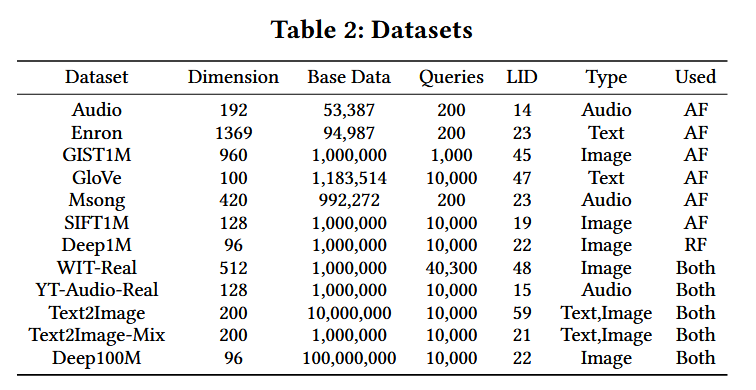 Table 2: Datasets
Dataset Dimension Base Data Queries LID Type Used
Audio 192 53,387 200 14 Audio AF
Enron 1369 94,987 200 23 Text AF
GIST1M 960 1,000,000 1,000 45 Image AF
GloVe 100 1,183,514 10,000 47 Text AF
Msong 420 992,272 200 23 Audio AF
SIFT1M 128 1,000,000 10,000 19 Image AF
Deep1M 96 1,000,000 10,000 22 Image RF
WIT-Real 512 1,000,000 40,300 48 Image Both
YT-Audio-Real 128 1,000,000 10,000 15 Audio Both
Text2Image 200 10,000,000 10,000 59 Text,Image Both
Text2Image-Mix 200 1,000,000 10,000 21 Text,Image Both
Deep100M 96 100,000,000 10,000 22 Image Both